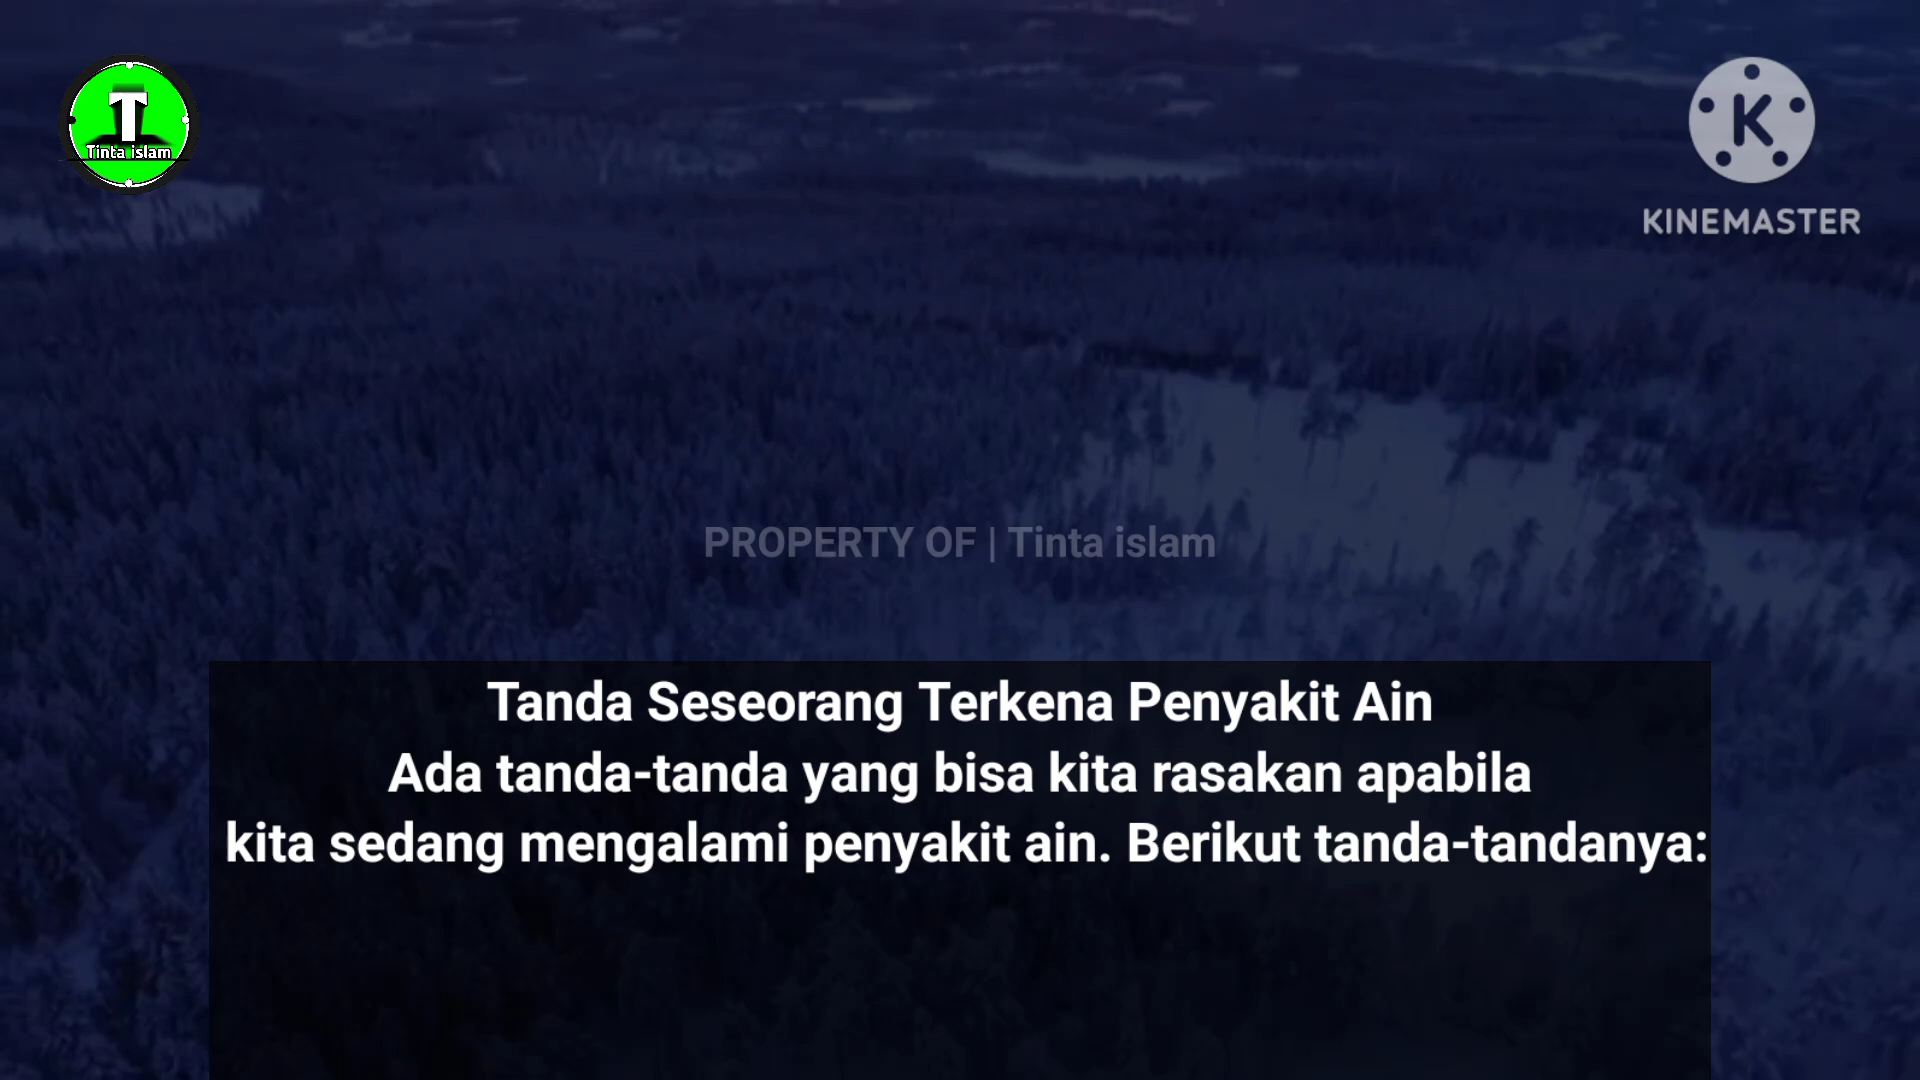 T
Tinta islam
K
KINEMASTER
PROPERTY OF | Tinta islam
Tanda Seseorang Terkena Penyakit Ain
Ada tanda-tanda yang bisa kita rasakan apabila
kita sedang mengalami penyakit ain. Berikut tanda-tandanya: